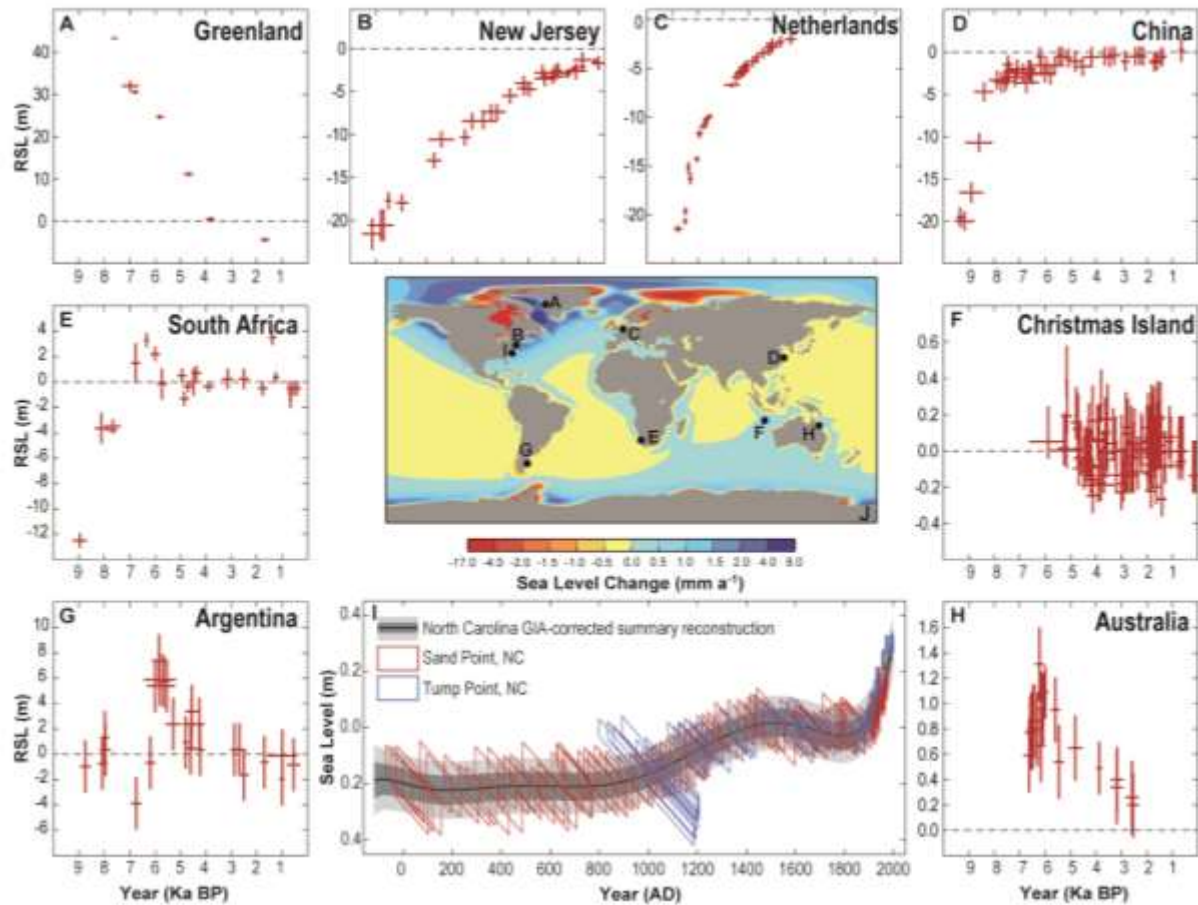 A
Greenland
RSL (m)
40
30
20
10
0
9 8 7 6 5 4 3 2 1
B
New Jersey
0
-5
-10
-15
-20
C
Netherlands
0
-5
-10
-15
-20
D
China
0
-5
-10
-15
-20
9 8 7 6 5 4 3 2 1
E
South Africa
RSL (m)
4
2
0
-2
-4
-6
-8
-10
-12
9 8 7 6 5 4 3 2 1
A
B
I
C
D
E
F
G
H
J
-17.0 -4.5 -2.0 -1.5 -1.0 -0.5 0.0 0.5 1.0 2.0 4.0 8.0
Sea Level Change (mm a⁻¹)
F
Christmas Island
0.6
0.4
0.2
0.0
-0.2
-0.4
9 8 7 6 5 4 3 2 1
G
Argentina
RSL (m)
10
8
6
4
2
0
-2
-4
-6
9 8 7 6 5 4 3 2 1
Year (Ka BP)
I
North Carolina GIA-corrected summary reconstruction
Sand Point, NC
Tump Point, NC
Sea Level (m)
0.4
0.2
0.0
0.2
0.4
0 200 400 600 800 1000 1200 1400 1600 1800 2000
Year (AD)
H
Australia
1.6
1.4
1.2
1.0
0.8
0.6
0.4
0.2
0.0
9 8 7 6 5 4 3 2 1
Year (Ka BP)